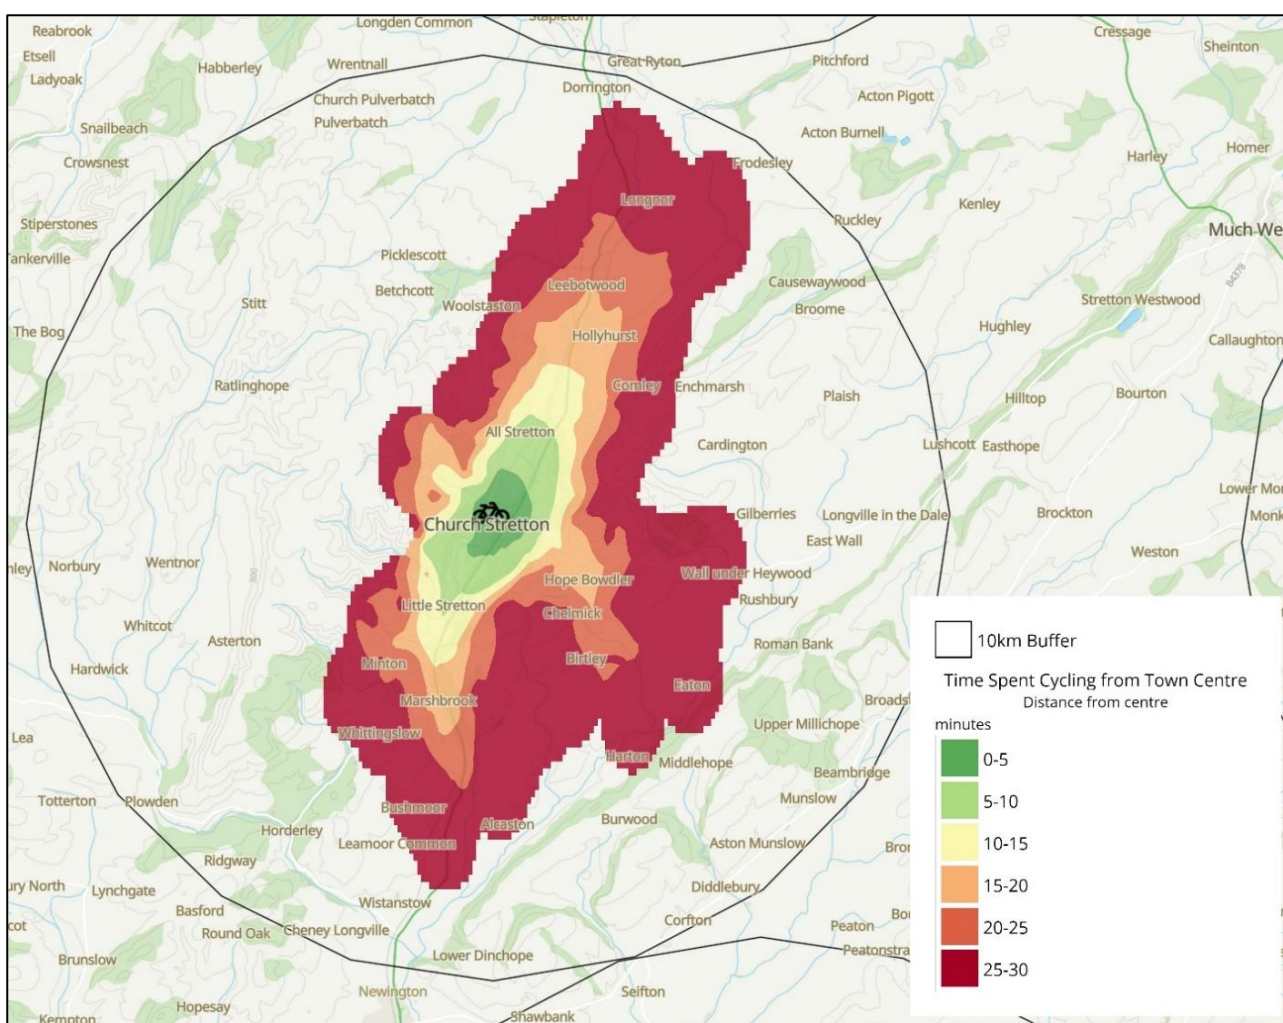 Longden Common
Stapleton
Reabrook
Cressage
Etsell
Habberley
Wrentnall
Great Ryton
Pitchford
Sheinton
Ladyoak
Dorrington
Church Pulverbatch
Acton Pigott
Pulverbatch
Snailbeach
Acton Burnell
Homer
Crowsnest
Frodesley
Harley
Longnor
Kenley
Stiperstones
Ruckley
Much We
Picklescott
Tankerville
Betchcott
Leebotwood
Causewaywood
B4378
Stitt
Woolstaston
Broome
Stretton Westwood
The Bog
Hollyhurst
Hughley
Callaughton
Ratlinghope
Comley
Enchmarsh
Plaish
Hilltop
Bourton
All Stretton
Cardington
Lushcott
Easthope
Lower Mor
Church Stretton
Gilberries
Longville in the Dale
Brockton
Monk
East Wall
Weston
Norbury
Wentnor
300
Hope Bowdler
Wall under Heywood
Little Stretton
Chelmick
Rushbury
Whitcot
Asterton
Roman Bank
Hardwick
Minton
Birtley
Eaton
Marshbrook
Broads
Lea
Whittingslow
Upper Millichope
Harton
Middlehope
Beambridge
Totterton
Plowden
Bushmoor
Munslow
Horderley
Alcaston
Burwood
Leamoor Common
Aston Munslow
Bro
Ridgway
ury North
Lynchgate
Diddlebury
Basford
Wistanstow
Corfton
cot
Round Oak
Cheney Longville
Peaton
Brunslow
Lower Dinchope
Peatonstra
Newington
Seifton
Hopesay
Kempton
Shawbank
10km Buffer
Time Spent Cycling from Town Centre
Distance from centre
minutes
0-5
5-10
10-15
15-20
20-25
25-30